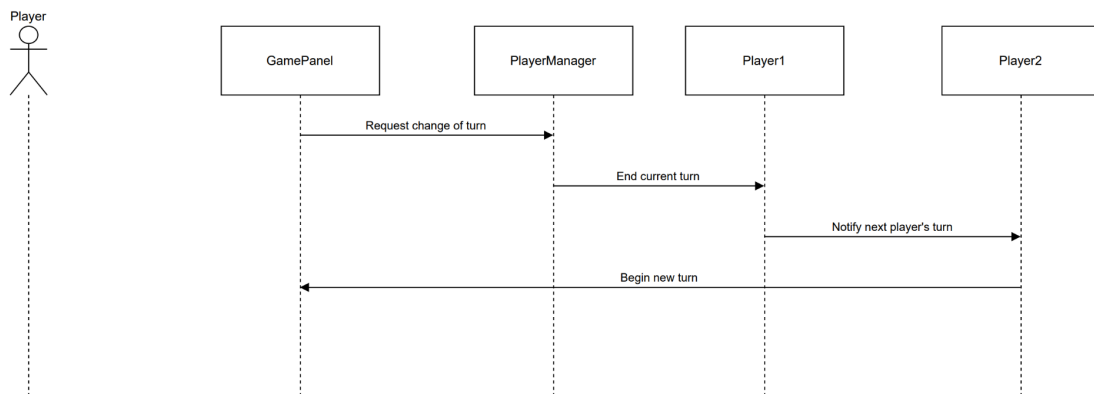 Player
GamePanel
PlayerManager
Player1
Player2
Request change of turn
End current turn
Notify next player's turn
Begin new turn